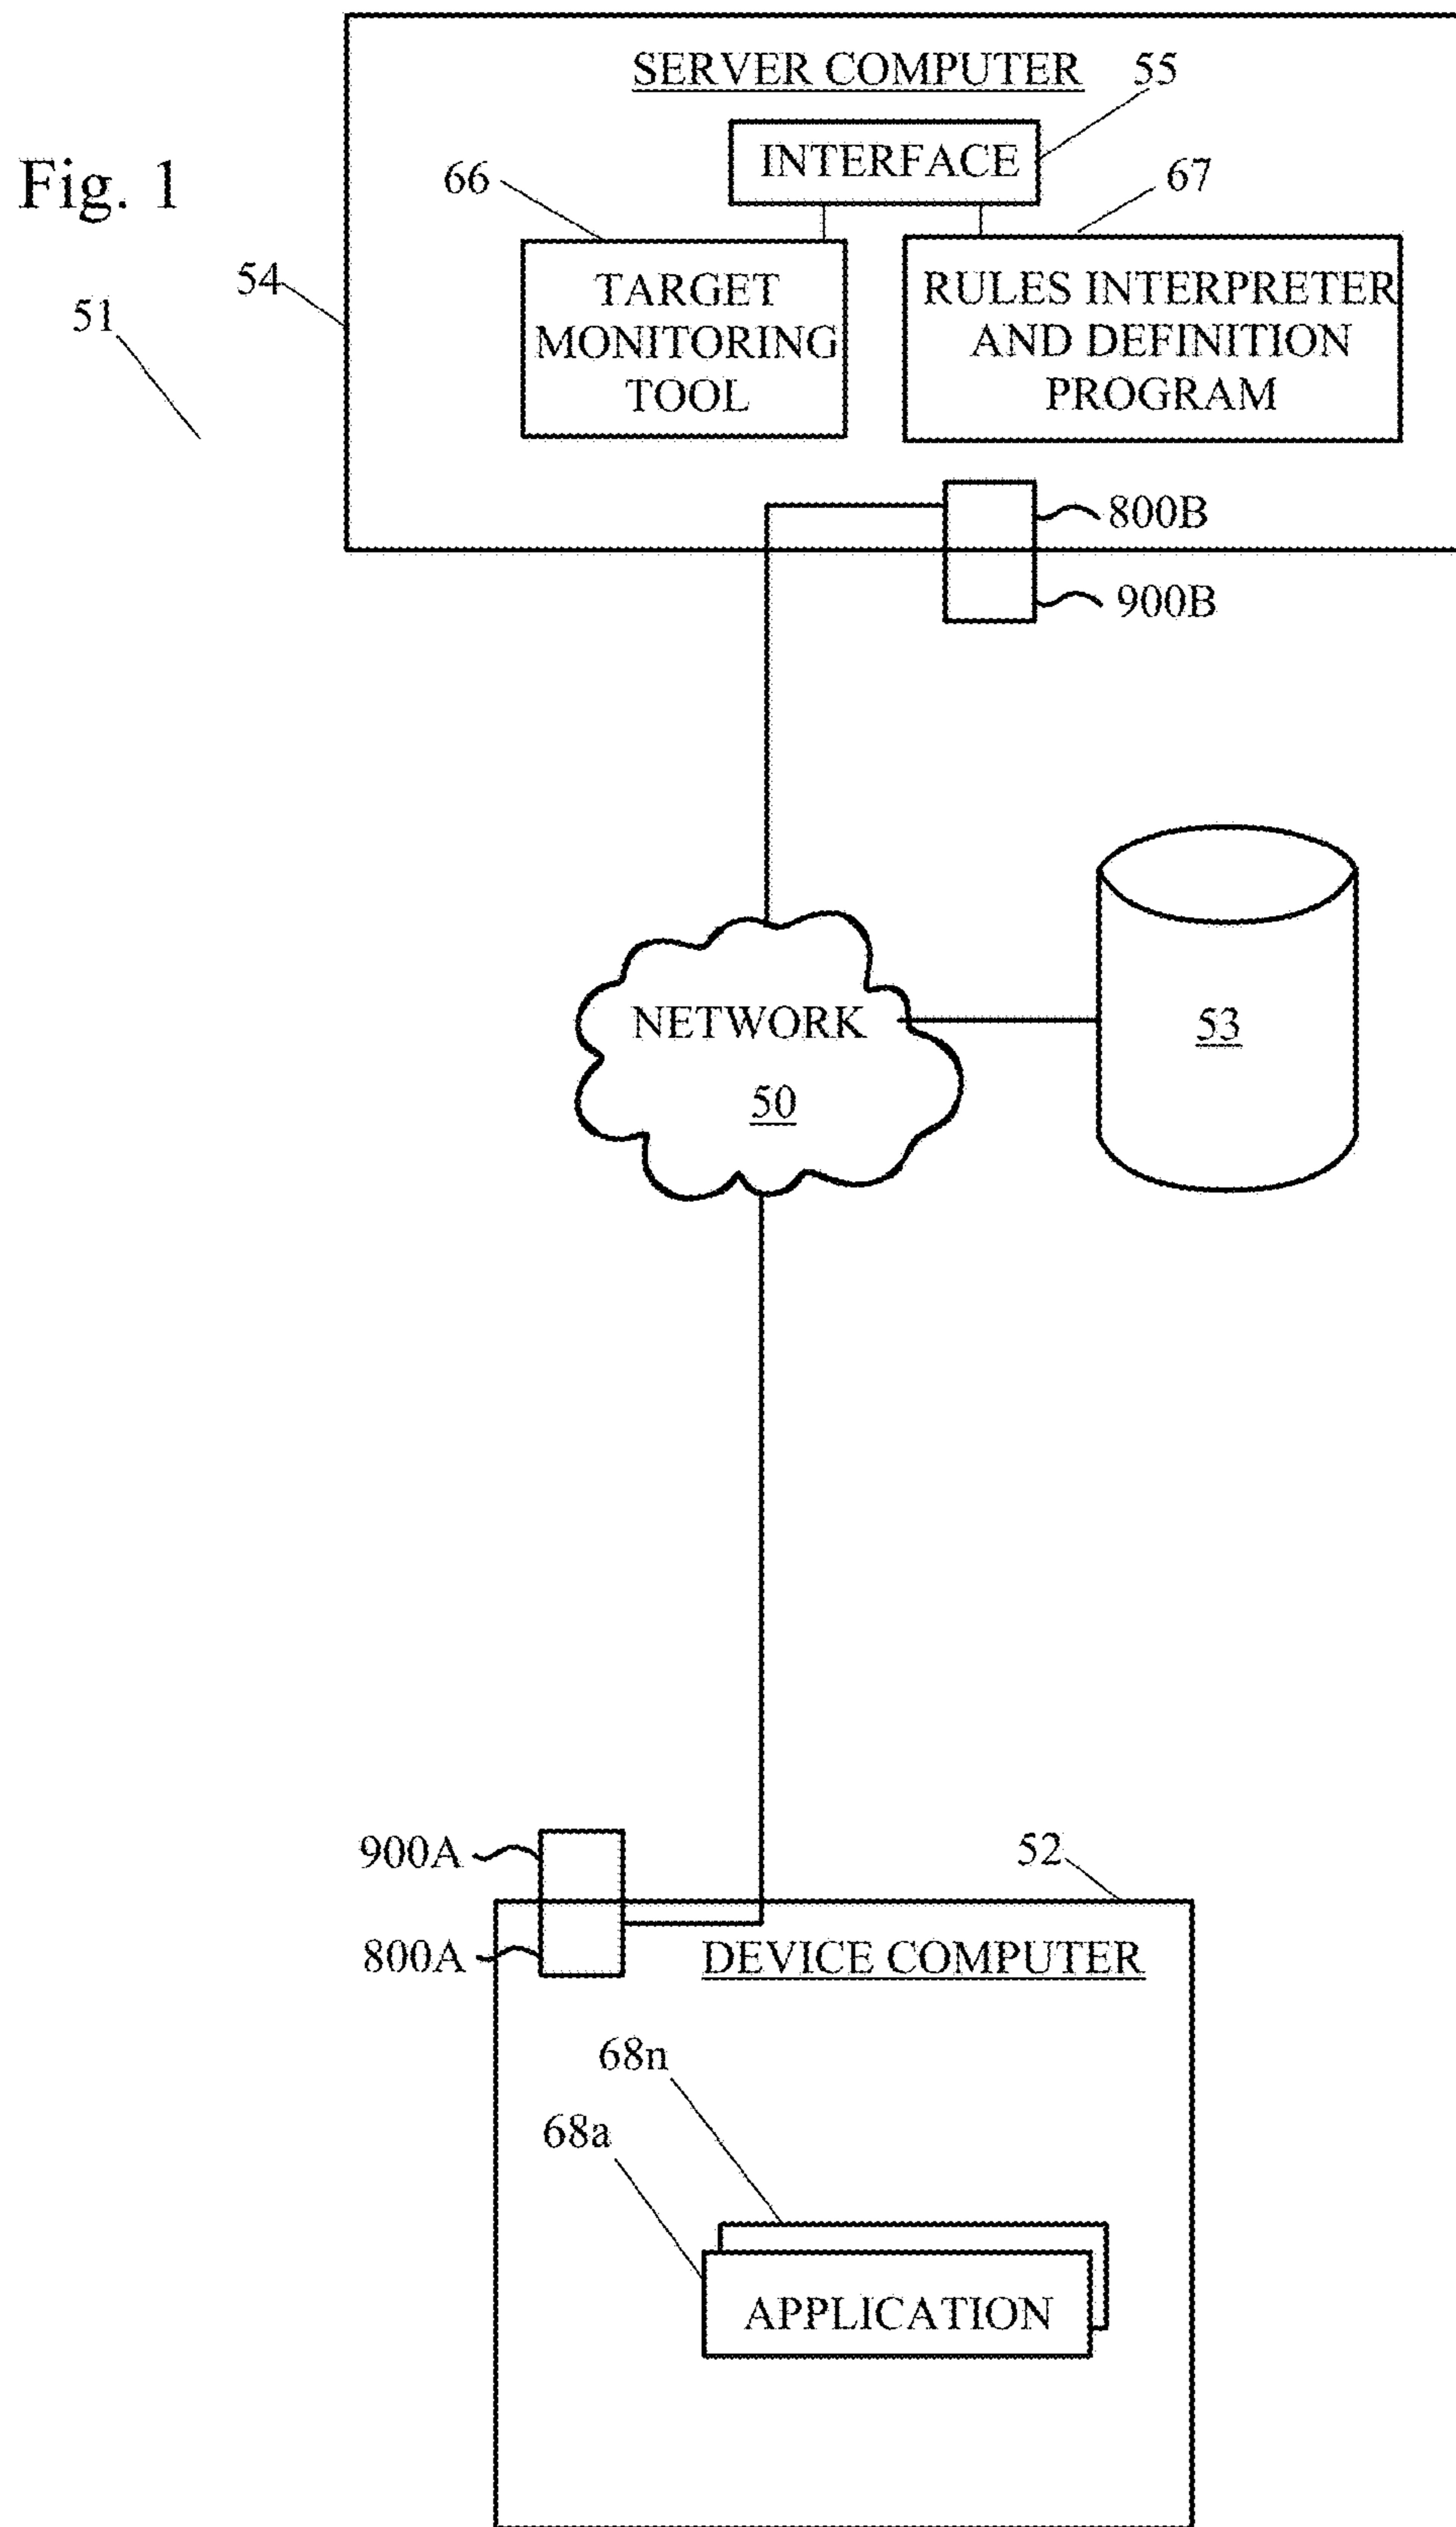 SERVER COMPUTER
55
INTERFACE
Fig. 1
66
67
54
51
TARGET
MONITORING
TOOL
RULES INTERPRETER
AND DEFINITION
PROGRAM
800B
900B
NETWORK
50
53
900A
52
800A
DEVICE COMPUTER
68n
68a
APPLICATION